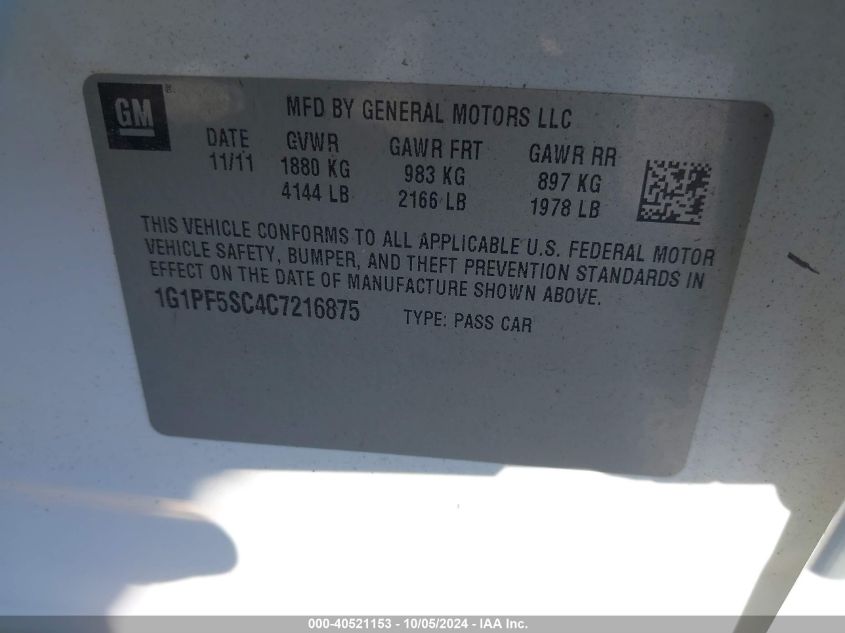 GM ®
MFD BY GENERAL MOTORS LLC
DATE GVWR GAWR FRT GAWR RR
11/11 1880 KG 983 KG 897 KG
4144 LB 2166 LB 1978 LB
THIS VEHICLE CONFORMS TO ALL APPLICABLE U.S. FEDERAL MOTOR
VEHICLE SAFETY, BUMPER, AND THEFT PREVENTION STANDARDS IN
EFFECT ON THE DATE OF MANUFACTURE SHOWN ABOVE.
1G1PF5SC4C7216875 TYPE: PASS CAR
000-40521153 - 10/05/2024 - IAA Inc.